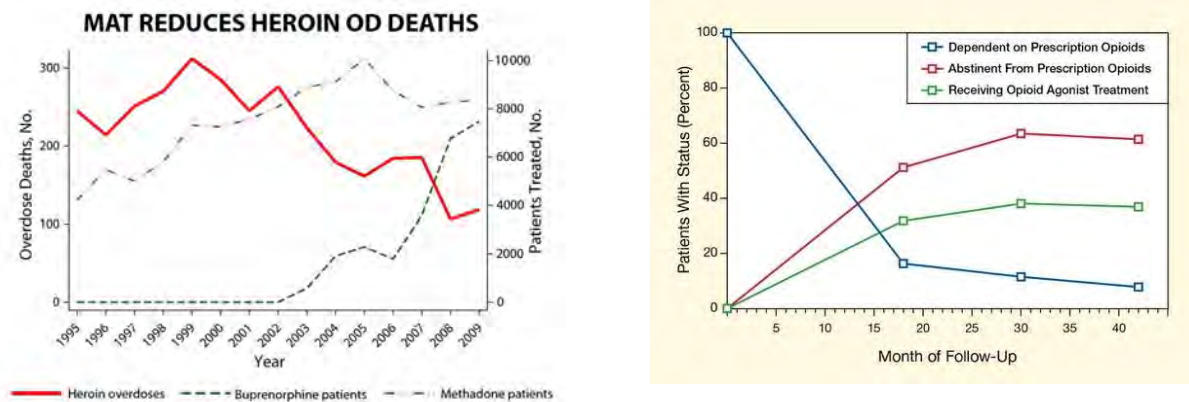 MAT REDUCES HEROIN OD DEATHS
Overdose Deaths, No.
300
200
100
0
Patients Treated, No.
10000
8000
6000
4000
2000
0
1995
1996
1997
1998
1999
2000
2001
2002
2003
2004
2005
2006
2007
2008
2009
Year
Heroin overdoses
Buprenorphine patients
Methadone patients
Patients With Status (Percent)
100
80
60
40
20
0
Dependent on Prescription Opioids
Abstinent From Prescription Opioids
Receiving Opioid Agonist Treatment
5 10 15 20 25 30 35 40
Month of Follow-Up